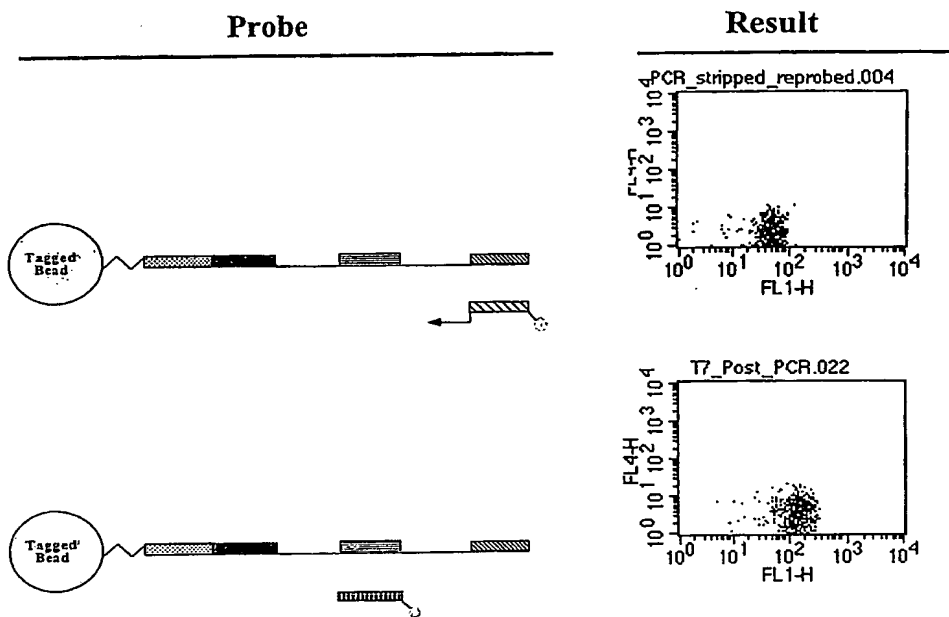 Probe
Result
PCR_stripped_reprobed.004
10^4
10^3
10^2
10^1
10^0
10^0 10^1 10^2 10^3 10^4
FL1-H
Tagged
Bead
T7_Post_PCR.022
FL4-H
10^4
10^3
10^2
10^1
10^0
10^0 10^1 10^2 10^3 10^4
FL1-H
Tagged
Bead